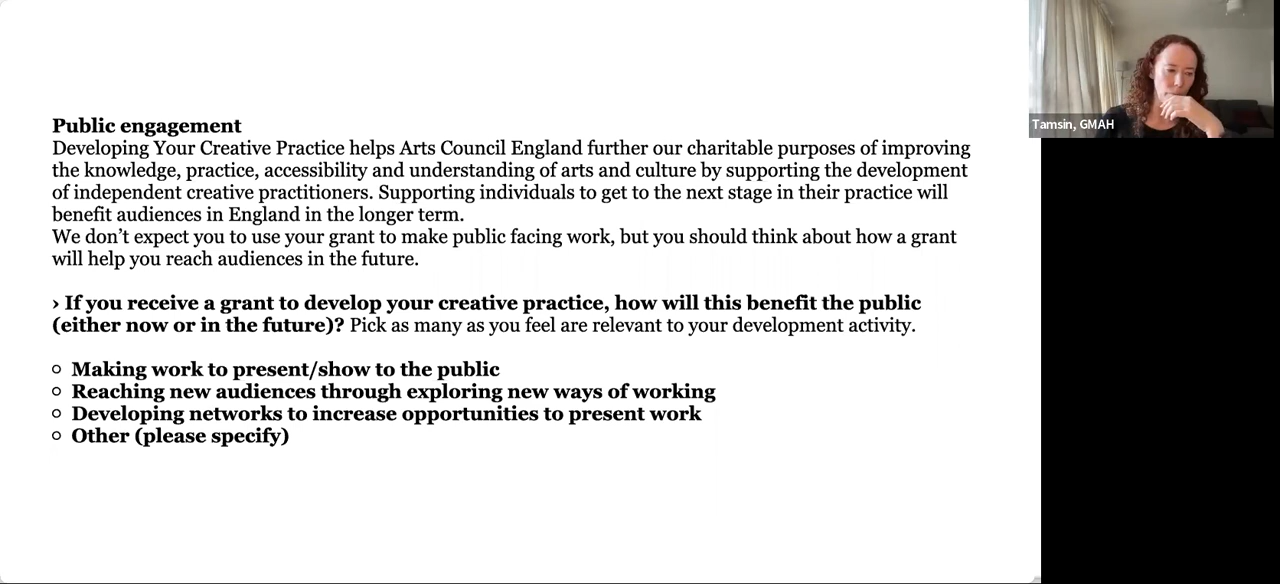 Public engagement
Developing Your Creative Practice helps Arts Council England further our charitable purposes of improving
the knowledge, practice, accessibility and understanding of arts and culture by supporting the development
of independent creative practitioners. Supporting individuals to get to the next stage in their practice will
benefit audiences in England in the longer term.
We don’t expect you to use your grant to make public facing work, but you should think about how a grant
will help you reach audiences in the future.
› If you receive a grant to develop your creative practice, how will this benefit the public
(either now or in the future)? Pick as many as you feel are relevant to your development activity.
○ Making work to present/show to the public
○ Reaching new audiences through exploring new ways of working
○ Developing networks to increase opportunities to present work
○ Other (please specify)
Tamsin, GMAH